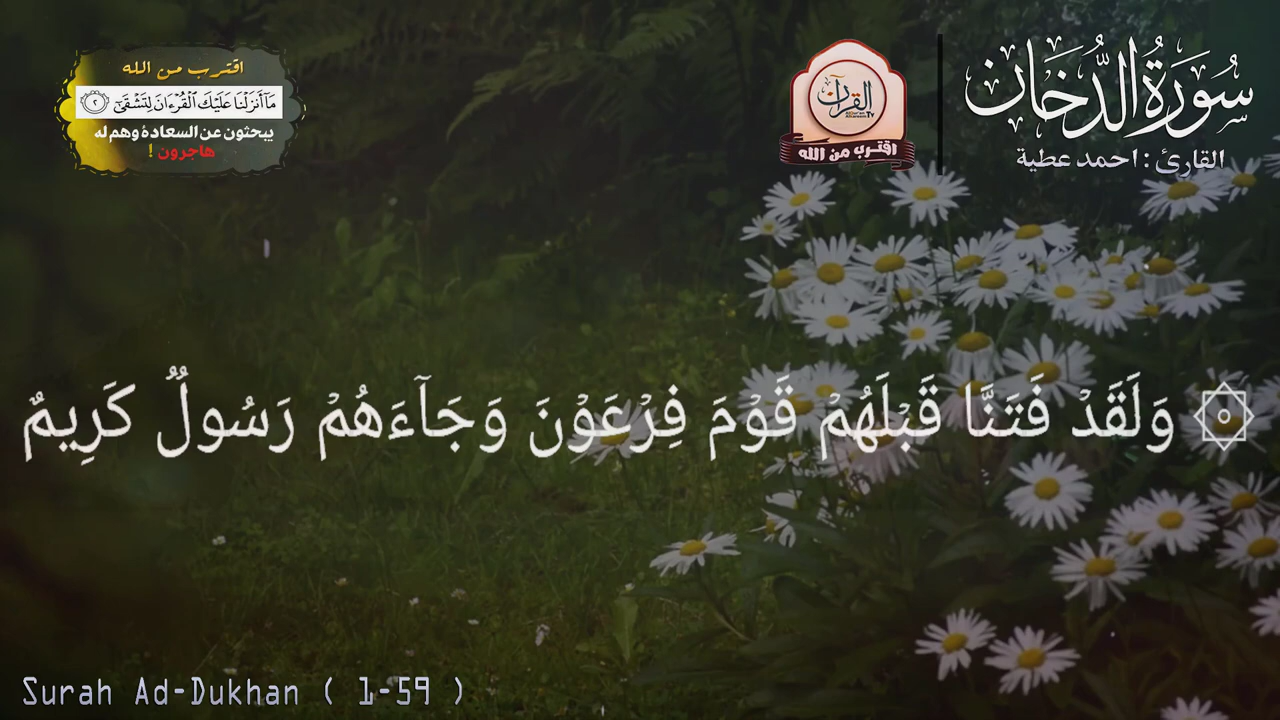 اقترب من الله
مَآ أَنزَلْنَا عَلَيْكَ ٱلْقُرْءَانَ لِتَشْقَىٰٓ ٢
يبحثون عن السعادة وهم له
هاجرون !
القرآن
TV
اقترب من الله
سُورَةُ الدُّخَان
القارئ : احمد عطية
۞ وَلَقَدْ فَتَنَّا قَبْلَهُمْ قَوْمَ فِرْعَوْنَ وَجَآءَهُمْ رَسُولٌ كَرِيمٌ
Surah Ad-Dukhan ( 1-59 )